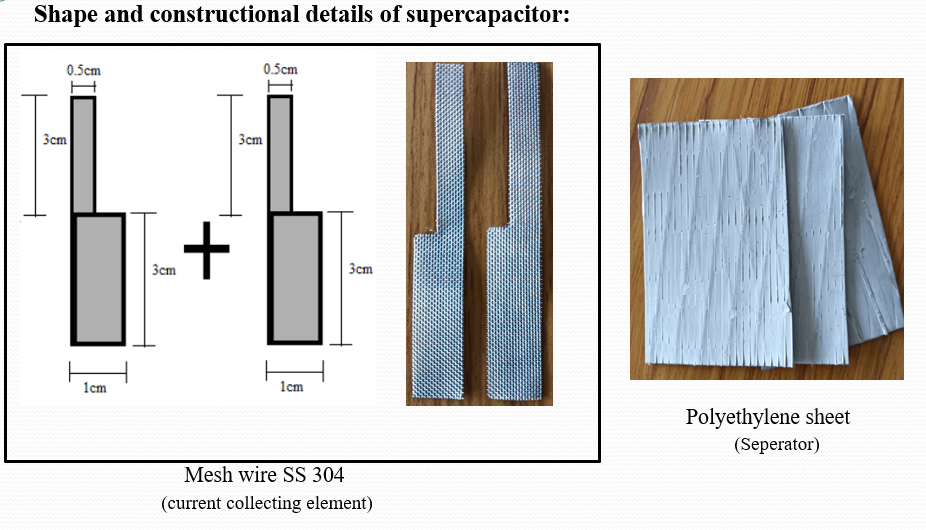 Shape and constructional details of supercapacitor:
0.5cm
0.5cm
3cm
3cm
3cm
3cm
1cm
1cm
Polyethylene sheet
(Seperator)
Mesh wire SS 304
(current collecting element)